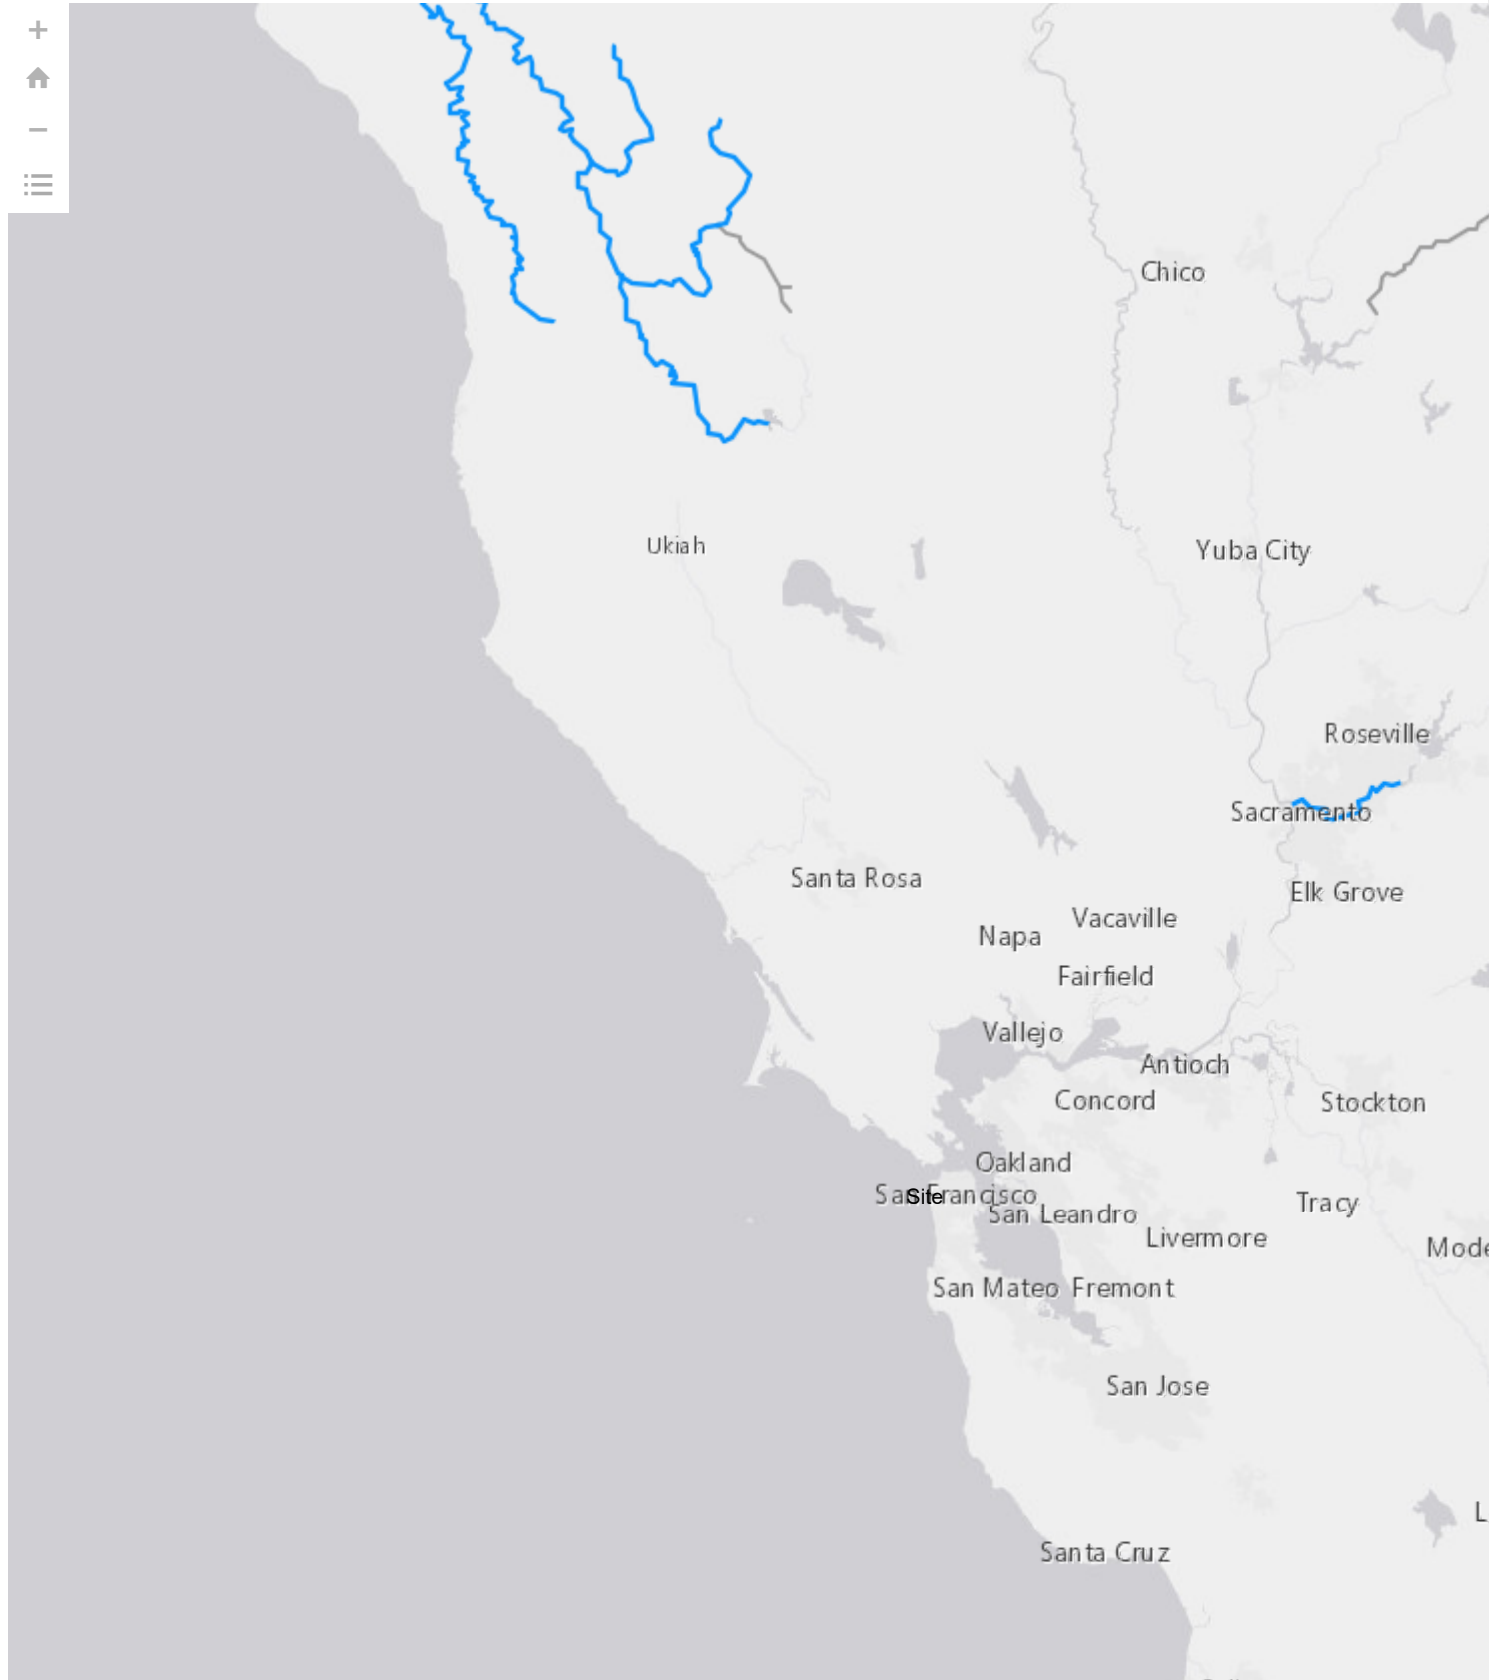 Chico
Ukiah
Yuba City
Roseville
Sacramento
Santa Rosa
Elk Grove
Vacaville
Napa
Fairfield
Vallejo
Antioch
Concord
Stockton
Oakland
San Francisco
Site
San Leandro
Tracy
Livermore
Mode
San Mateo
Fremont
San Jose
L
Santa Cruz